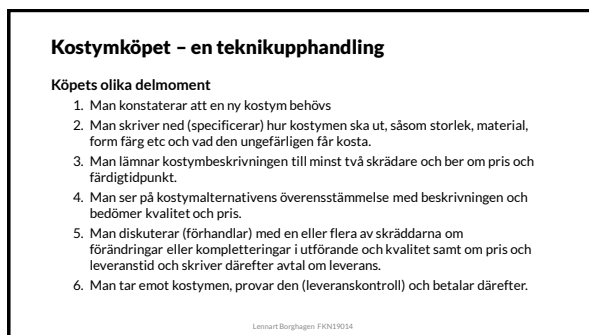 Kostymköpet – en teknikupphandling
Köpets olika delmoment
1. Man konstaterar att en ny kostym behövs
2. Man skriver ned (specificerar) hur kostymen ska ut, såsom storlek, material,
form färg etc och vad den ungefärligen får kosta.
3. Man lämnar kostymbeskrivningen till minst två skrädare och ber om pris och
färdigtidpunkt.
4. Man ser på kostymalternativens överensstämmelse med beskrivningen och
bedömer kvalitet och pris.
5. Man diskuterar (förhandlar) med en eller flera av skräddarna om
förändringar eller kompletteringar i utförande och kvalitet samt om pris och
leveranstid och skriver därefter avtal om leverans.
6. Man tar emot kostymen, provar den (leveranskontroll) och betalar därefter.
Lennart Borghagen FKN19014